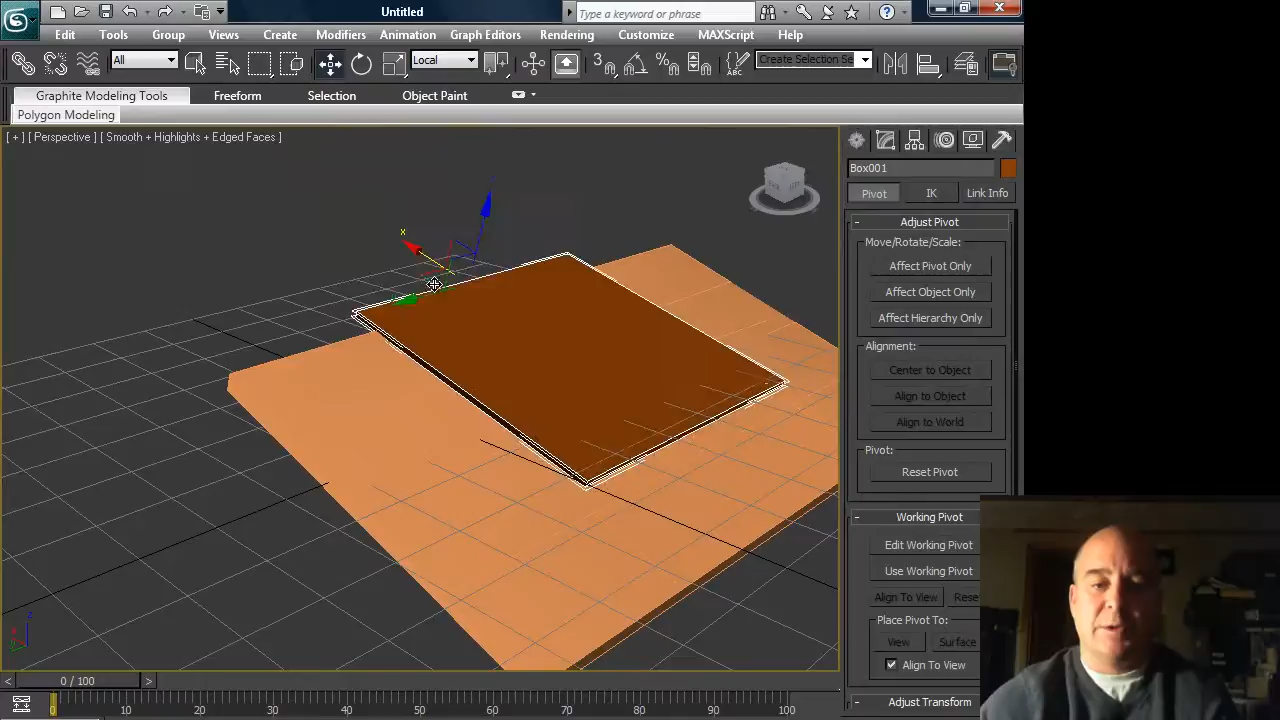 Untitled
Type a keyword or phrase
Edit Tools Group Views Create Modifiers Animation Graph Editors Rendering Customize MAXScript Help
All Local Create Selection Se
Graphite Modeling Tools Freeform Selection Object Paint
Polygon Modeling
[ + ] [ Perspective ] [ Smooth + Highlights + Edged Faces ]
x
z
Box001
Pivot IK Link Info
- Adjust Pivot
Move/Rotate/Scale:
Affect Pivot Only
Affect Object Only
Affect Hierarchy Only
Alignment:
Center to Object
Align to Object
Align to World
Pivot:
Reset Pivot
- Working Pivot
Edit Working Pivot
Use Working Pivot
Align To View Rese
Place Pivot To:
View Surface
Align To View
- Adjust Transform
< 0 / 100 >
0 10 20 30 40 50 60 70 80 90 100